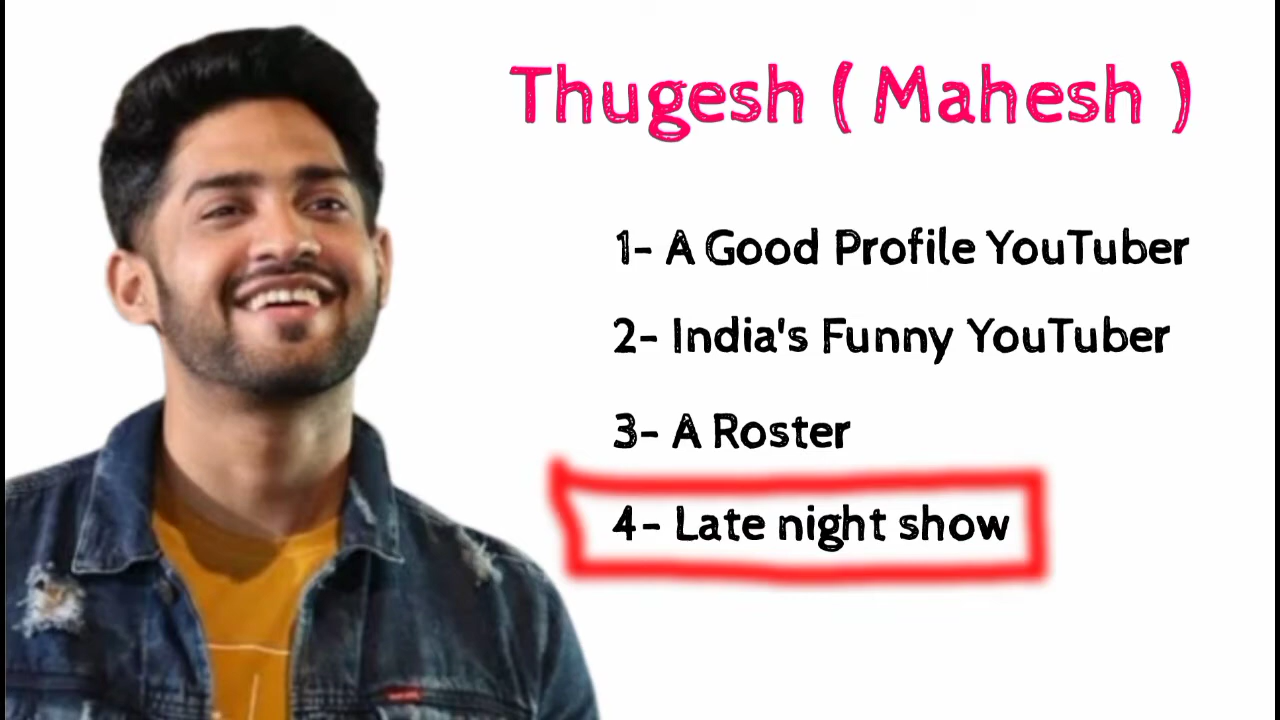 Thugesh ( Mahesh )
1- A Good Profile YouTuber
2- India's Funny YouTuber
3- A Roster
4- Late night show